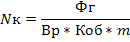 Nк = Фг / Вр * Коб * m